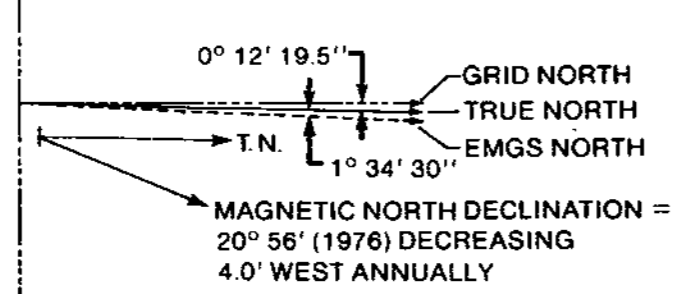 0° 12' 19.5"
GRID NORTH
TRUE NORTH
EMGS NORTH
T.N.
1° 34' 30"
MAGNETIC NORTH DECLINATION =
20° 56' (1976) DECREASING
4.0' WEST ANNUALLY